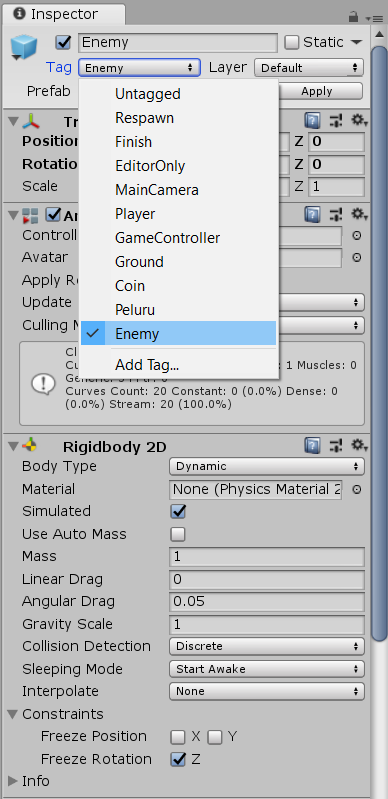 Inspector
Enemy
Static
Tag
Enemy
Layer
Default
Prefab
Apply
Untagged
Respawn
Finish
EditorOnly
MainCamera
Player
GameController
Ground
Coin
Peluru
Enemy
Add Tag...
Tr
Position
Z 0
Rotation
Z 0
Scale
Z 1
An
Controller
Avatar
Apply Ro
Update
Culling M
1 Muscles: 0
Curves Count: 20 Constant: 0 (0.0%) Dense: 0
(0.0%) Stream: 20 (100.0%)
Rigidbody 2D
Body Type
Dynamic
Material
None (Physics Material 2
Simulated
Use Auto Mass
Mass
1
Linear Drag
0
Angular Drag
0.05
Gravity Scale
1
Collision Detection
Discrete
Sleeping Mode
Start Awake
Interpolate
None
Constraints
Freeze Position
X
Y
Freeze Rotation
Z
Info